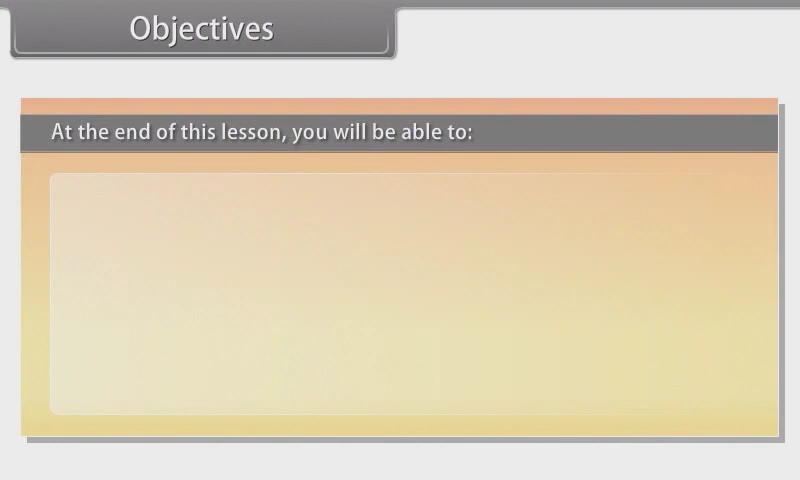 Objectives
At the end of this lesson, you will be able to: